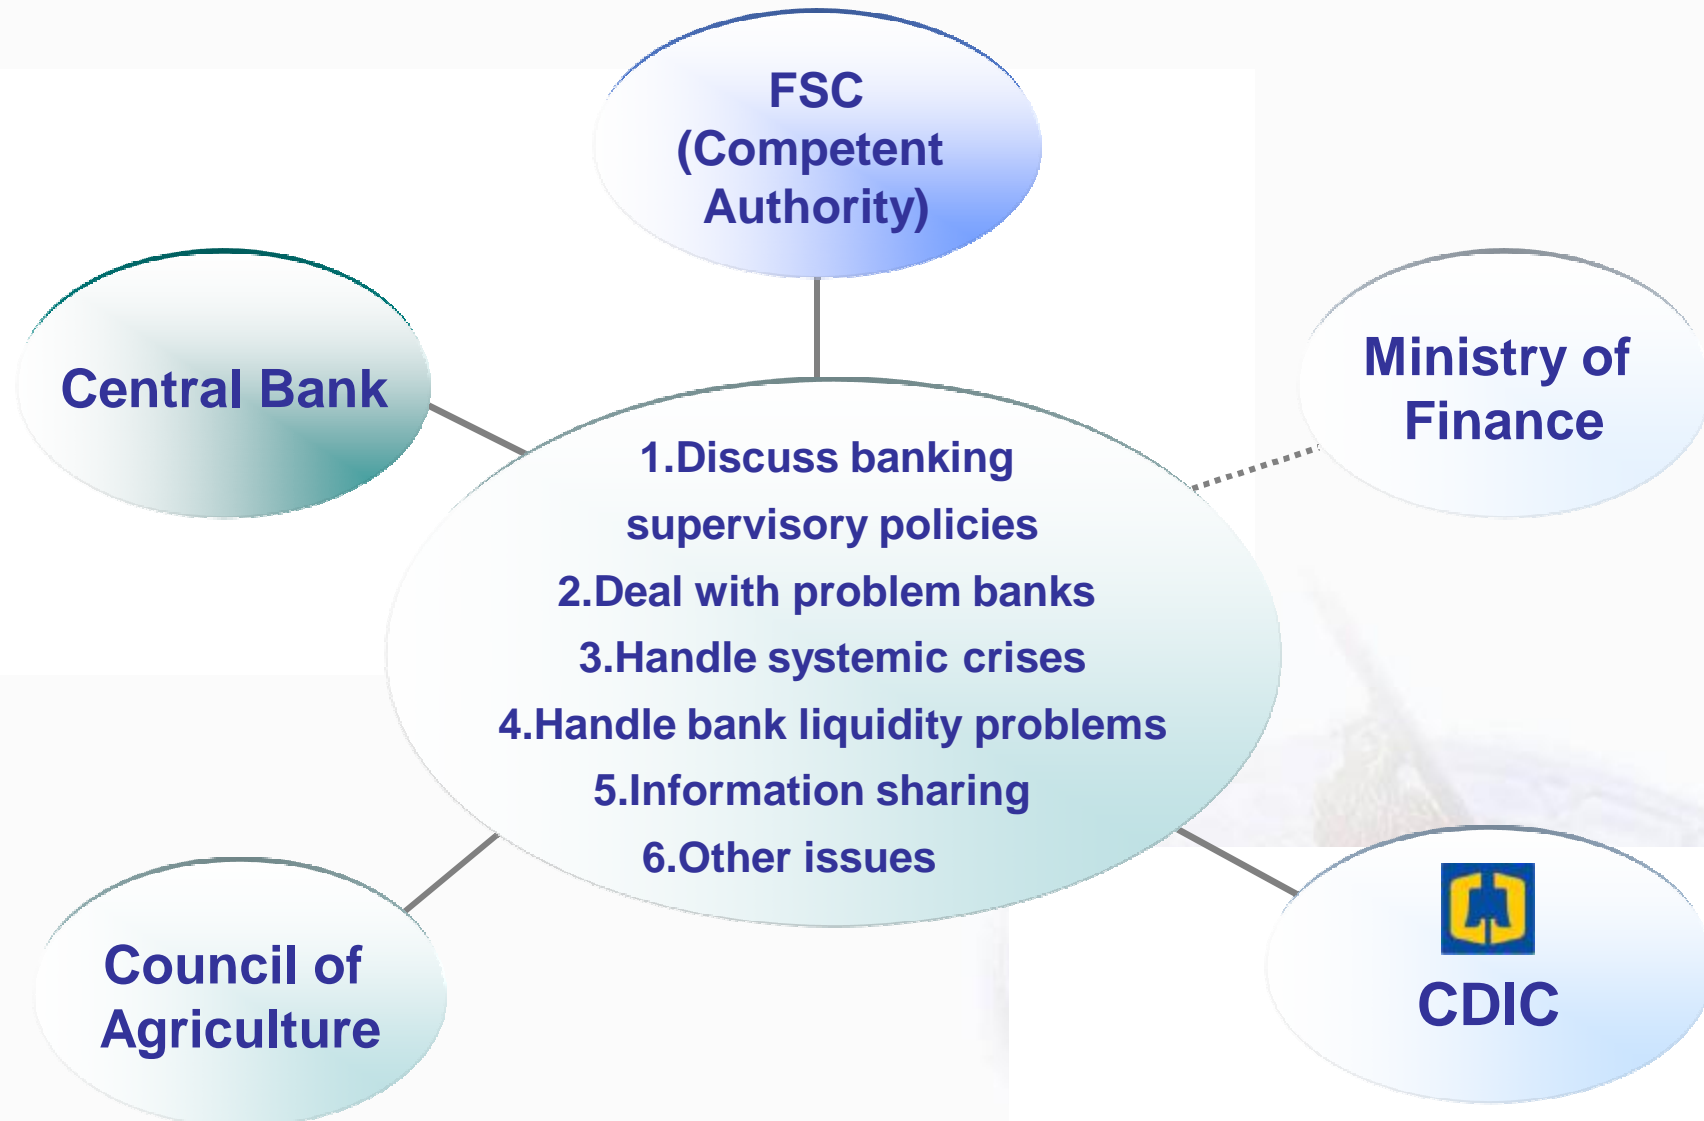 FSC
(Competent
Authority)
Central Bank
Ministry of
Finance
1.Discuss banking
supervisory policies
2.Deal with problem banks
3.Handle systemic crises
4.Handle bank liquidity problems
5.Information sharing
6.Other issues
Council of
Agriculture
CDIC